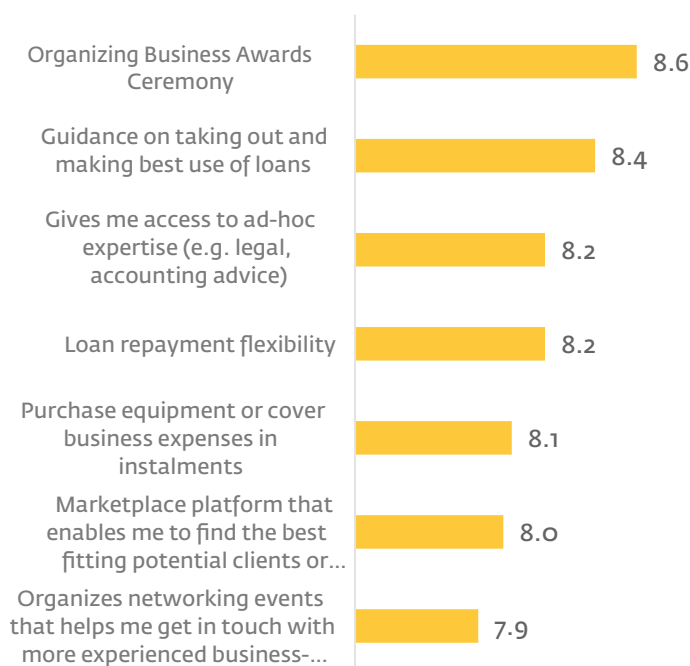 Organizing Business Awards
Ceremony
8.6
Guidance on taking out and
making best use of loans
8.4
Gives me access to ad-hoc
expertise (e.g. legal,
accounting advice)
8.2
Loan repayment flexibility
8.2
Purchase equipment or cover
business expenses in
instalments
8.1
Marketplace platform that
enables me to find the best
fitting potential clients or...
8.0
Organizes networking events
that helps me get in touch with
more experienced business-...
7.9